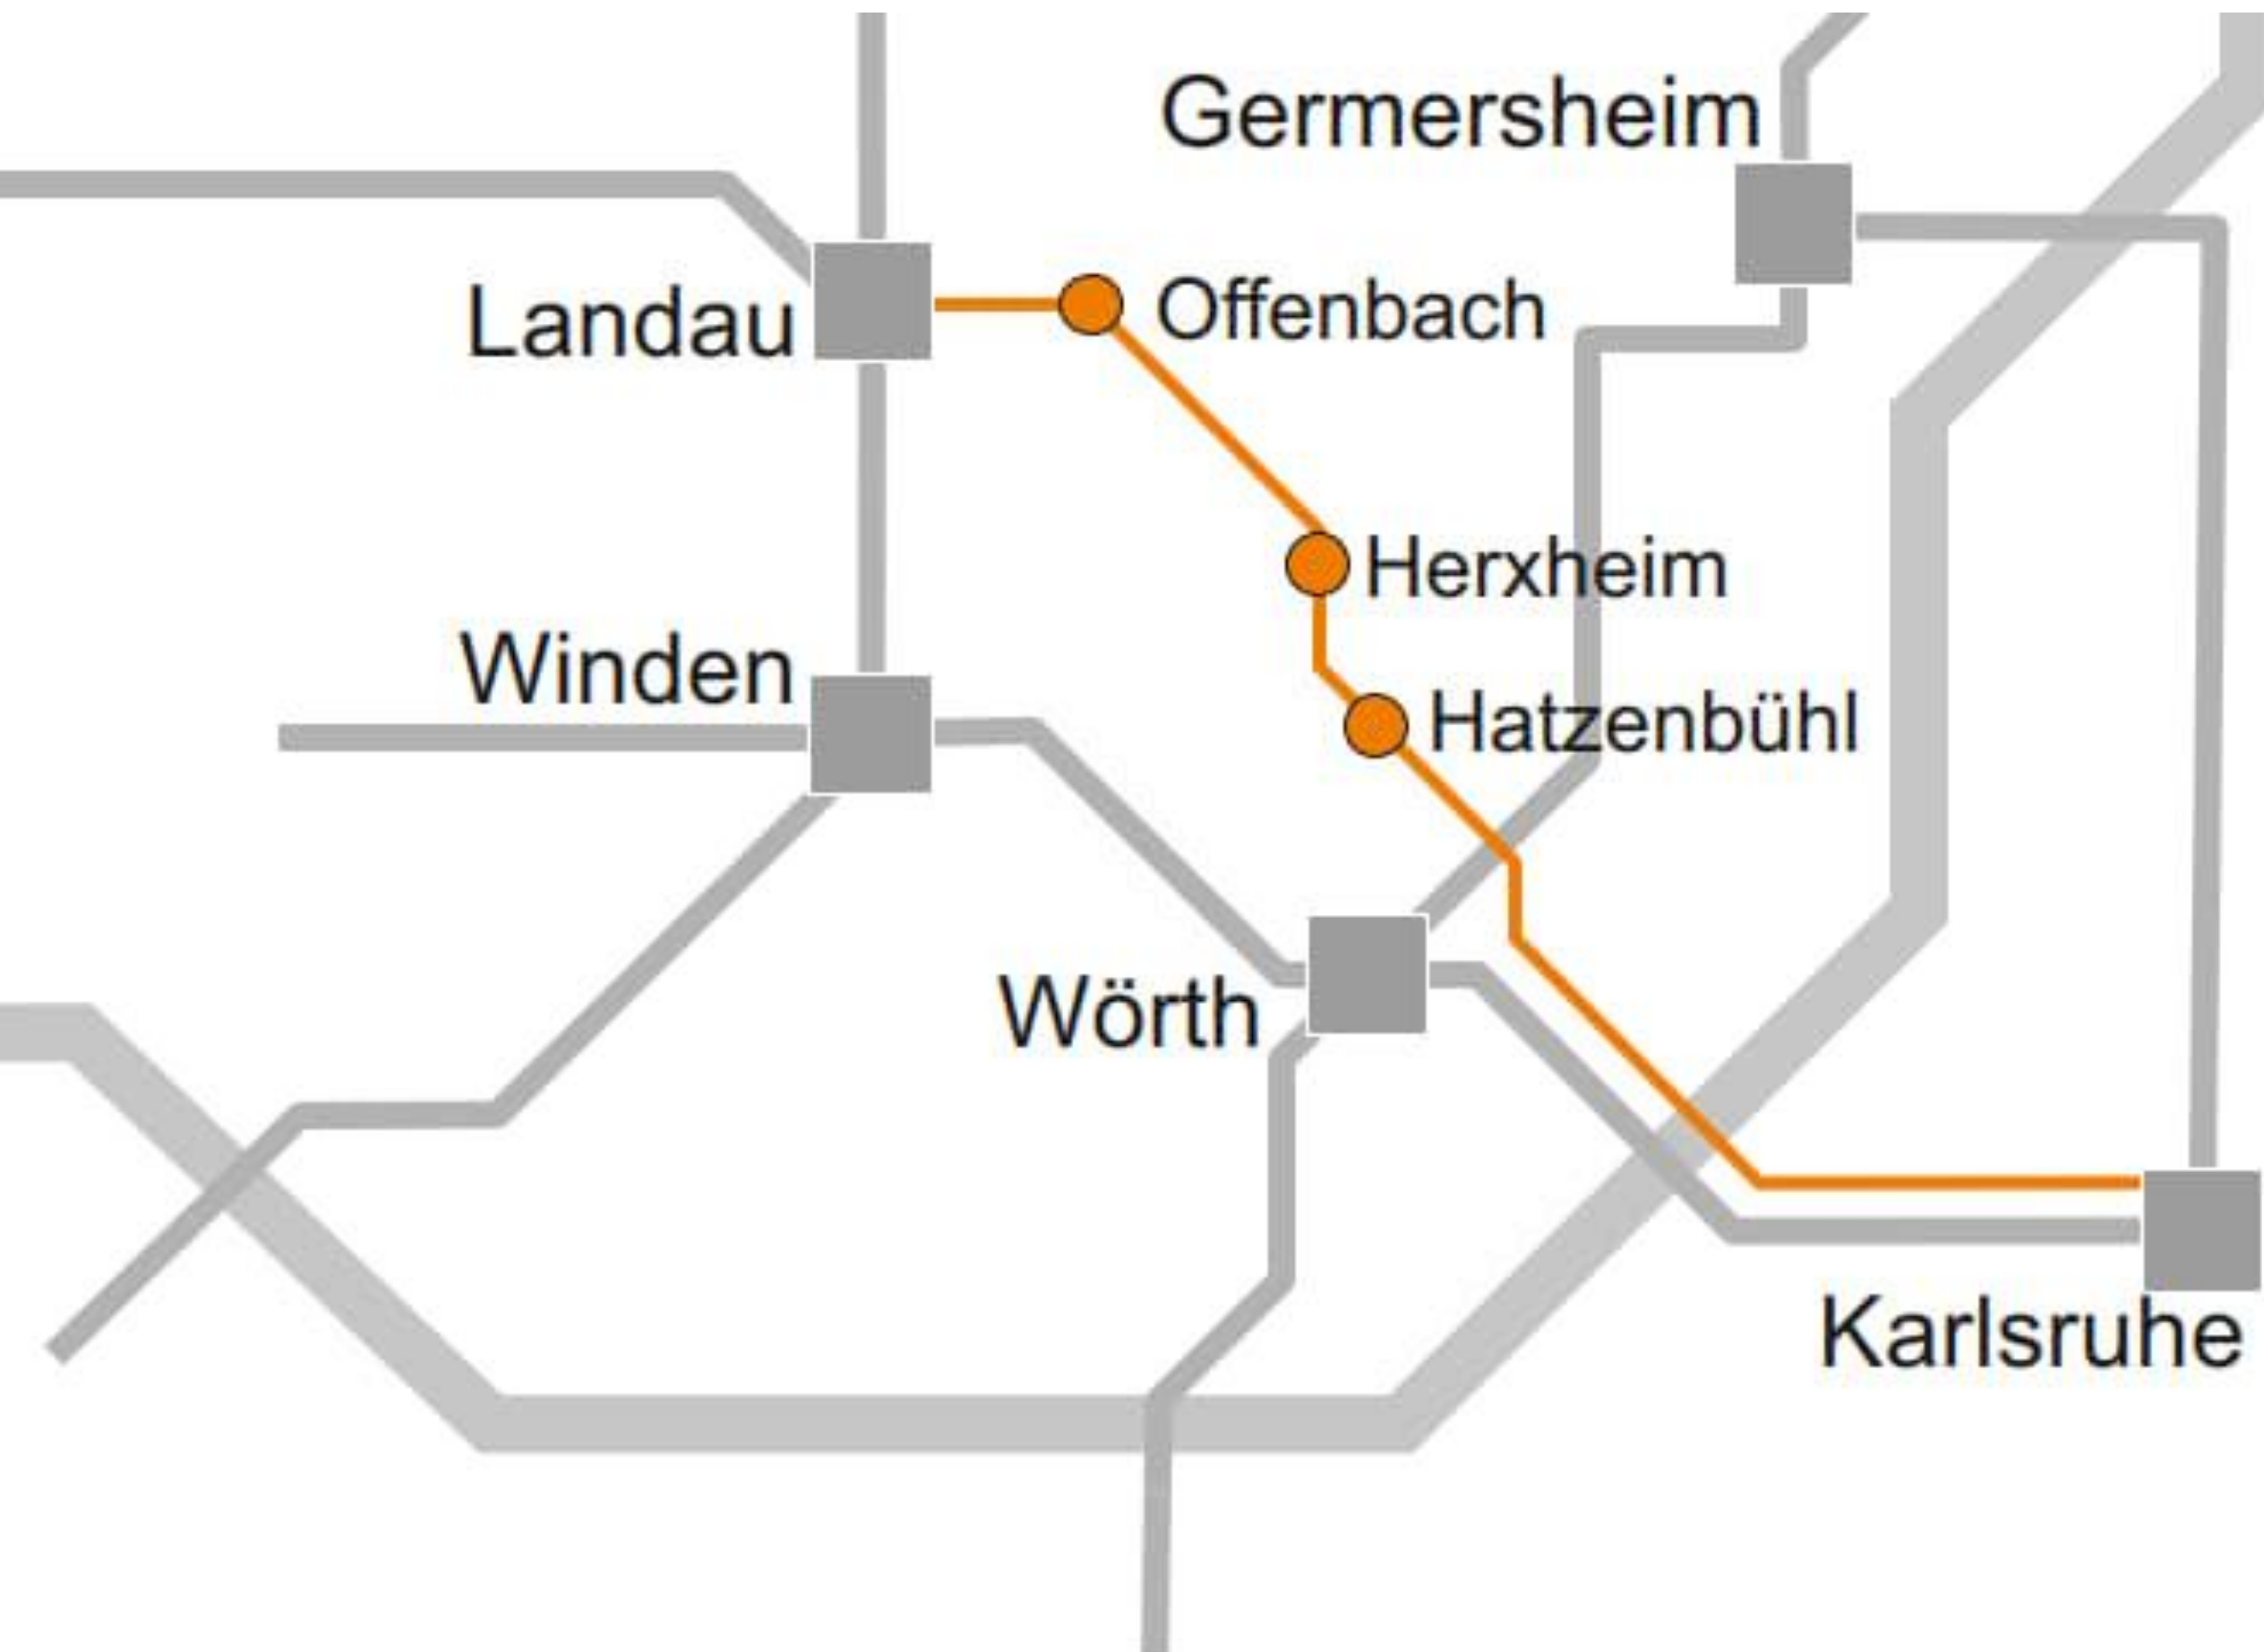 Germersheim
Landau
Offenbach
Herxheim
Winden
Hatzenbühl
Wörth
Karlsruhe